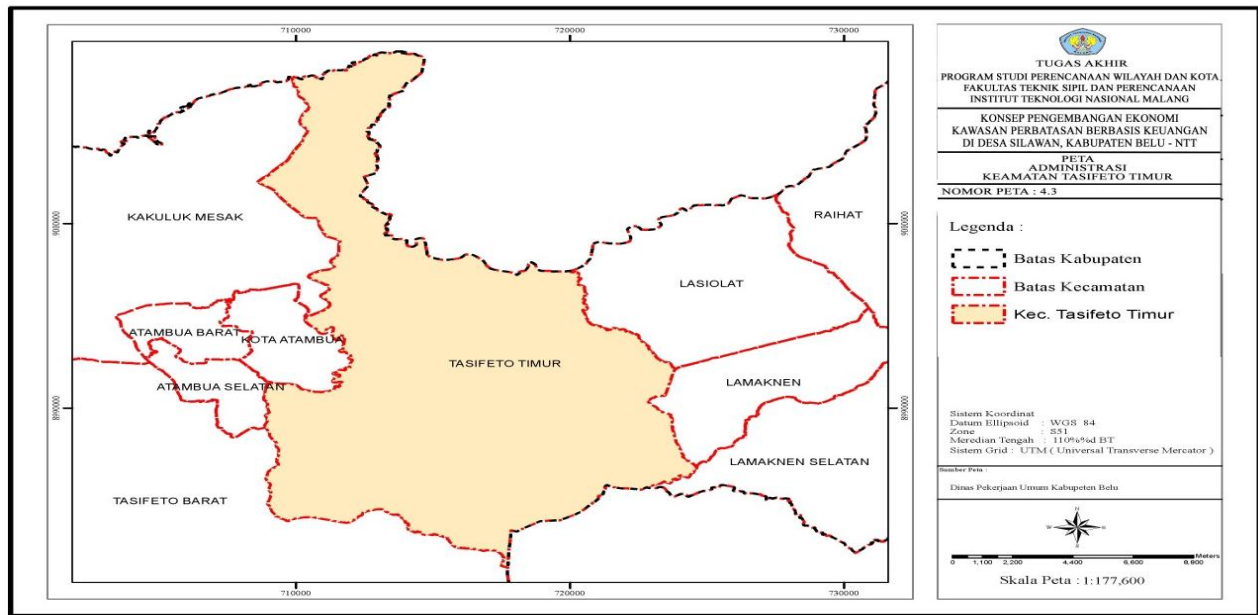 710000
720000
730000
9000000
9000000
8990000
8990000
KAKULUK MESAK
RAIHAT
LASIOLAT
ATAMBUA BARAT
KOTA ATAMBUA
TASIFETO TIMUR
ATAMBUA SELATAN
LAMAKNEN
LAMAKNEN SELATAN
TASIFETO BARAT
710000
720000
730000
TUGAS AKHIR
PROGRAM STUDI PERENCANAAN WILAYAH DAN KOTA
FAKULTAS TEKNIK SIPIL DAN PERENCANAAN
INSTITUT TEKNOLOGI NASIONAL MALANG
KONSEP PENGEMBANGAN EKONOMI
KAWASAN PERBATASAN BERBASIS KEUANGAN
DI DESA SILAWAN, KABUPATEN BELU - NTT
PETA
ADMINISTRASI
KEAMATAN TASIFETO TIMUR
NOMOR PETA : 4.3
Legenda :
Batas Kabupaten
Batas Kecamatan
Kec. Tasifeto Timur
Sistem Koordinat
Datum Ellipsoid : WGS 84
Zone : S51
Meredian Tengah : 110%%d BT
Sistem Grid : UTM ( Universal Transverse Mercator )
Sumber Peta :
Dinas Pekerjaan Umum Kabupeten Belu
N
W
E
S
Meters
0 1,100 2,200 4,400 6,600 8,800
Skala Peta : 1:177,600